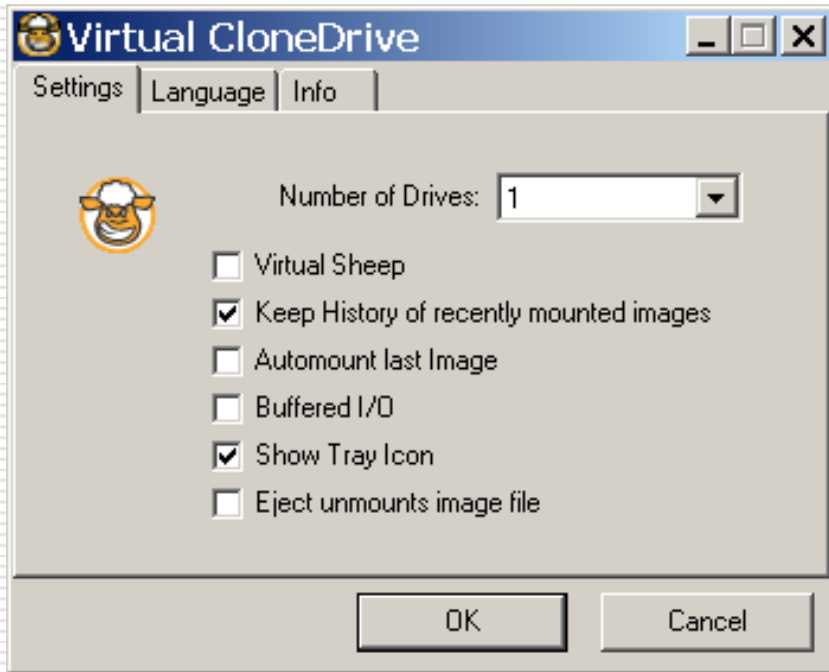 Virtual CloneDrive
Settings Language Info
Number of Drives: 1
Virtual Sheep
Keep History of recently mounted images
Automount last Image
Buffered I/O
Show Tray Icon
Eject unmounts image file
OK Cancel